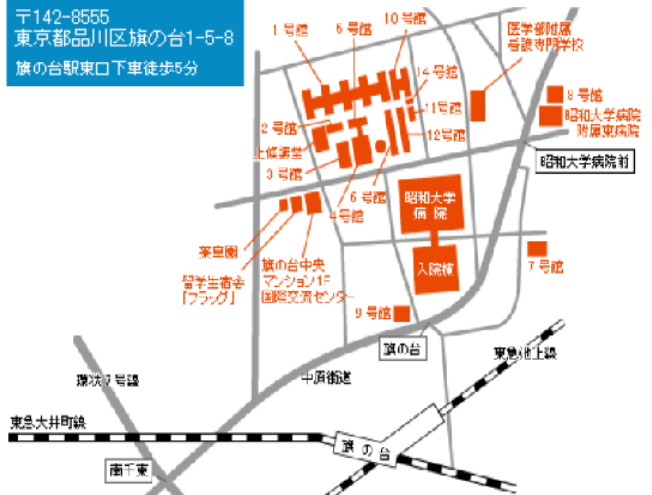 〒142-8555
東京都品川区旗の台1-5-8
旗の台駅東口下車徒歩5分
1号館
5号館
10号館
医学部附属
看護専門学校
14号館
11号館
8号館
昭和大学病院
附属東病院
2号館
12号館
上條講堂
3号館
昭和大学病院前
6号館
4号館
昭和大学
病院
薬草園
留学生宿舎
「フラッグ」
旗の台中央
マンション1F
国際交流センター
入院棟
7号館
9号館
旗の台
東急池上線
環状7号線
中原街道
東急大井町線
旗の台
南千束